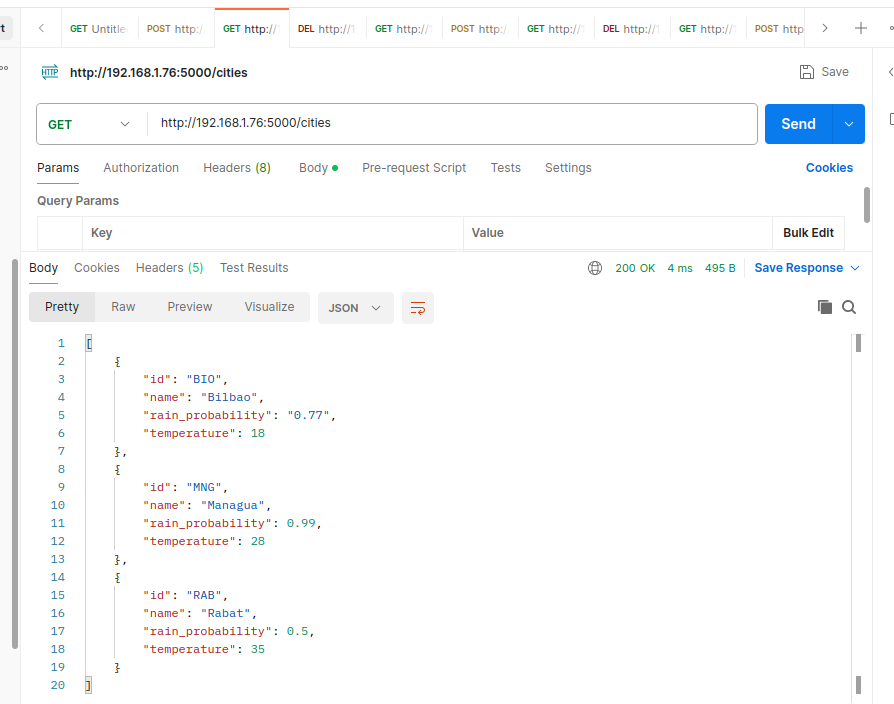 t GET Untitle POST http: GET http:// DEL http://1 GET http://1 POST http:/ GET http:// DEL http://1 GET http://1 POST http
HTTP http://192.168.1.76:5000/cities Save
GET http://192.168.1.76:5000/cities Send
Params Authorization Headers (8) Body Pre-request Script Tests Settings Cookies
Query Params
Key Value Bulk Edit
Body Cookies Headers (5) Test Results 200 OK 4 ms 495 B Save Response
Pretty Raw Preview Visualize JSON
1 [
2 {
3 "id": "BIO",
4 "name": "Bilbao",
5 "rain_probability": "0.77",
6 "temperature": 18
7 },
8 {
9 "id": "MNG",
10 "name": "Managua",
11 "rain_probability": 0.99,
12 "temperature": 28
13 },
14 {
15 "id": "RAB",
16 "name": "Rabat",
17 "rain_probability": 0.5,
18 "temperature": 35
19 }
20 ]